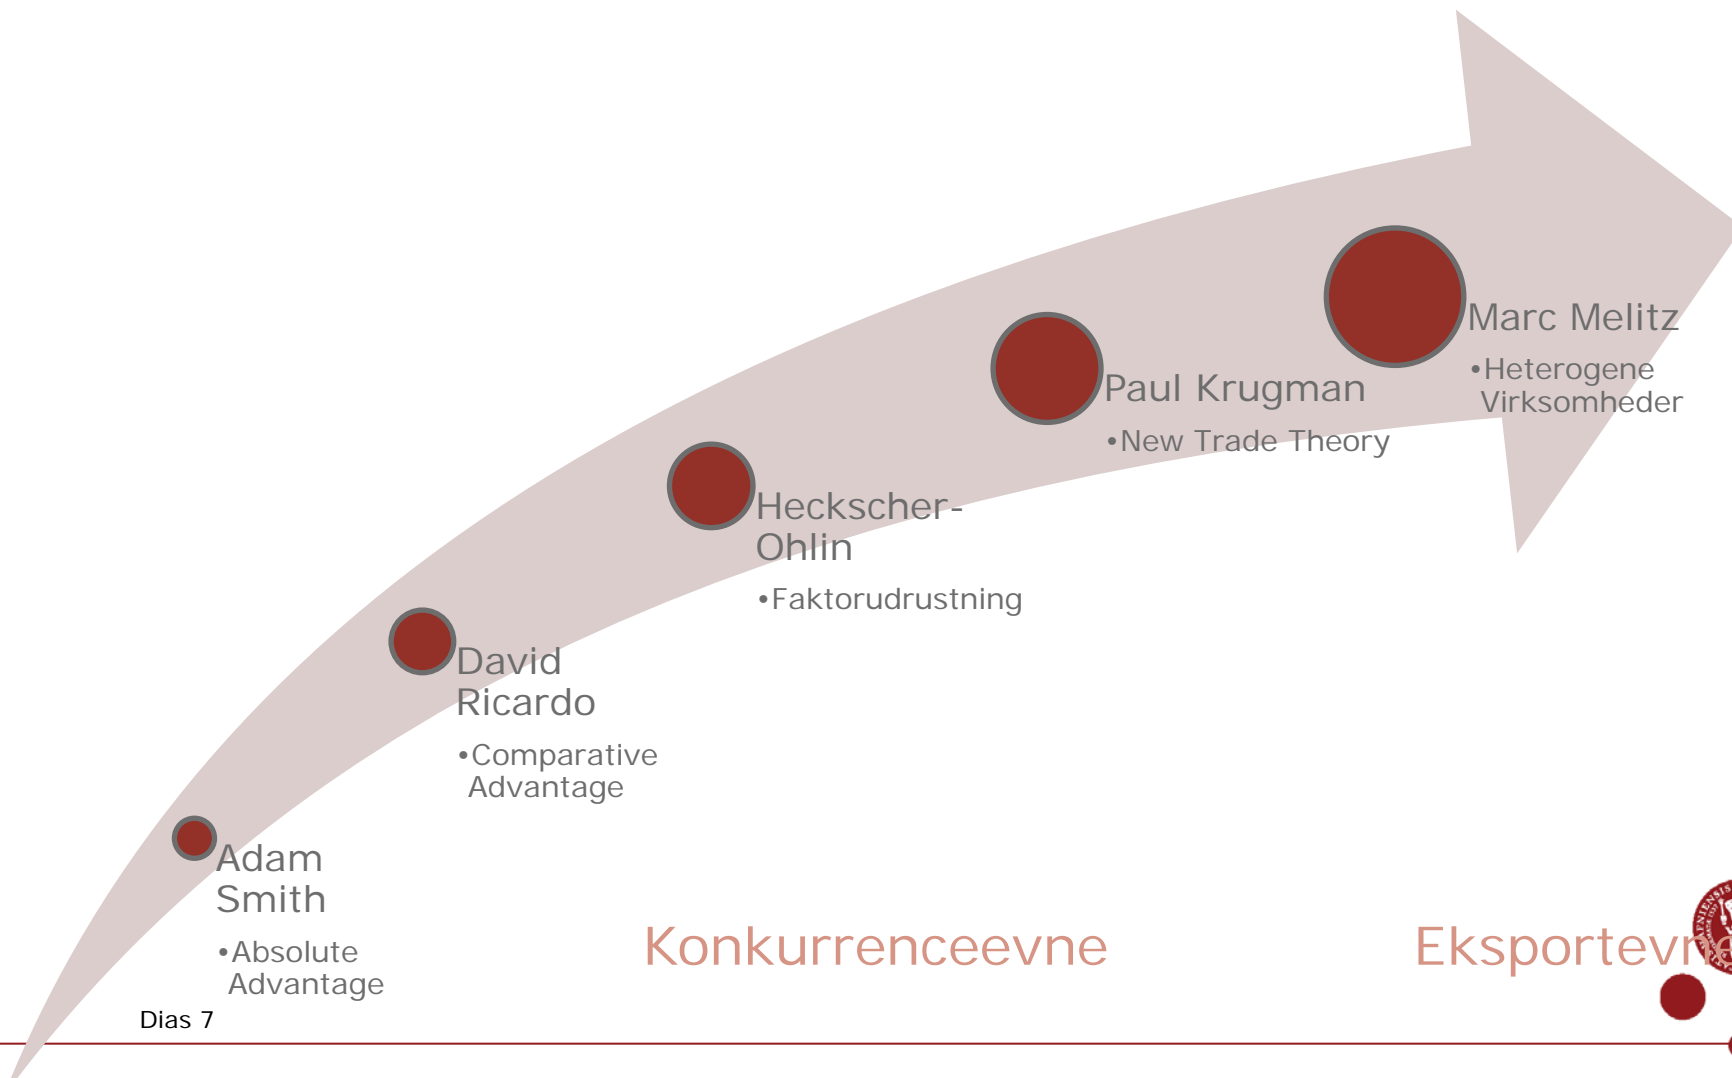 Marc Melitz
•Heterogene
Virksomheder
Paul Krugman
•New Trade Theory
Heckscher-
Ohlin
•Faktorudrustning
David
Ricardo
•Comparative
Advantage
Adam
Smith
•Absolute
Advantage
Konkurrenceevne
Eksportevne
Dias 7